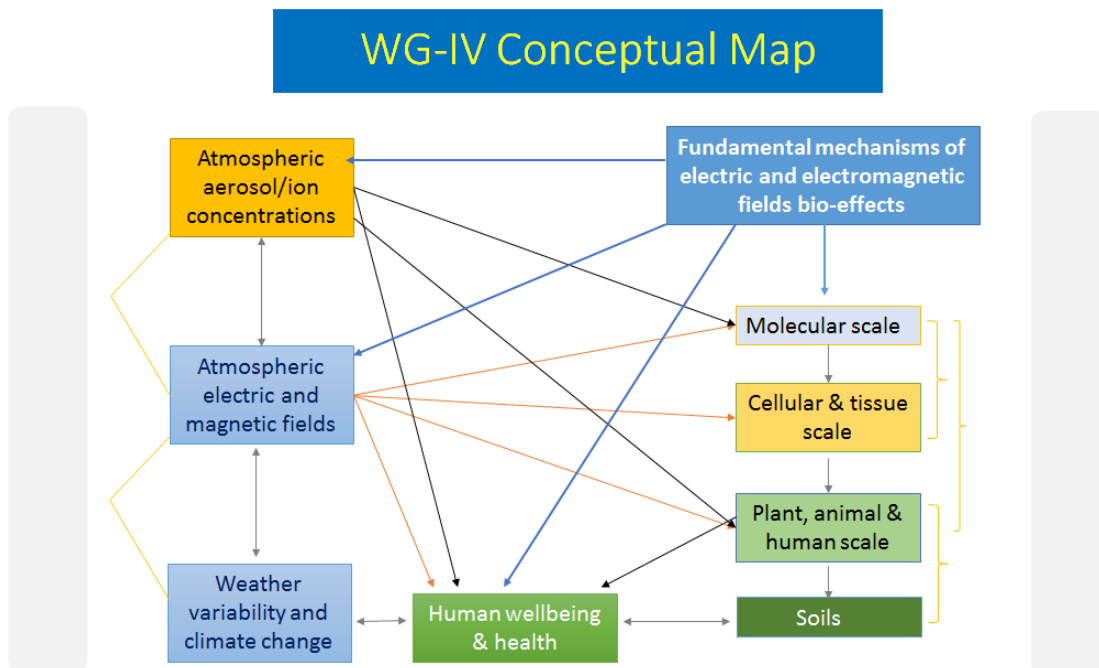 WG-IV Conceptual Map
Atmospheric
aerosol/ion
concentrations
Fundamental mechanisms of
electric and electromagnetic
fields bio-effects
Molecular scale
Atmospheric
electric and
magnetic fields
Cellular & tissue
scale
Plant, animal &
human scale
Weather
variability and
climate change
Human wellbeing
& health
Soils